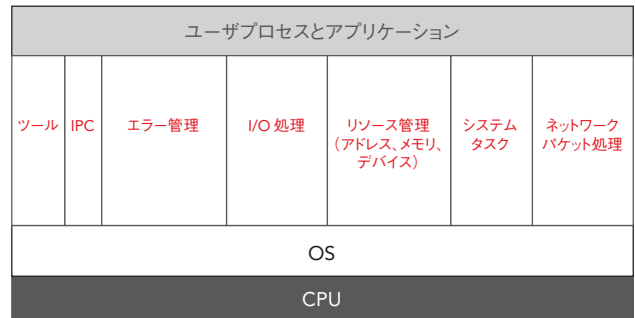 ユーザプロセスとアプリケーション
ツール
IPC
エラー管理
I/O 処理
リソース管理
（アドレス、メモリ、
デバイス）
システム
タスク
ネットワーク
パケット処理
OS
CPU